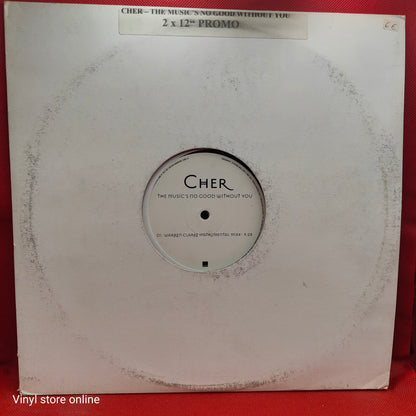 CHER – THE MUSIC'S NO GOOD WITHOUT YOU
2 x 12" PROMO
CHER
THE MUSIC'S NO GOOD WITHOUT YOU
Vinyl store online